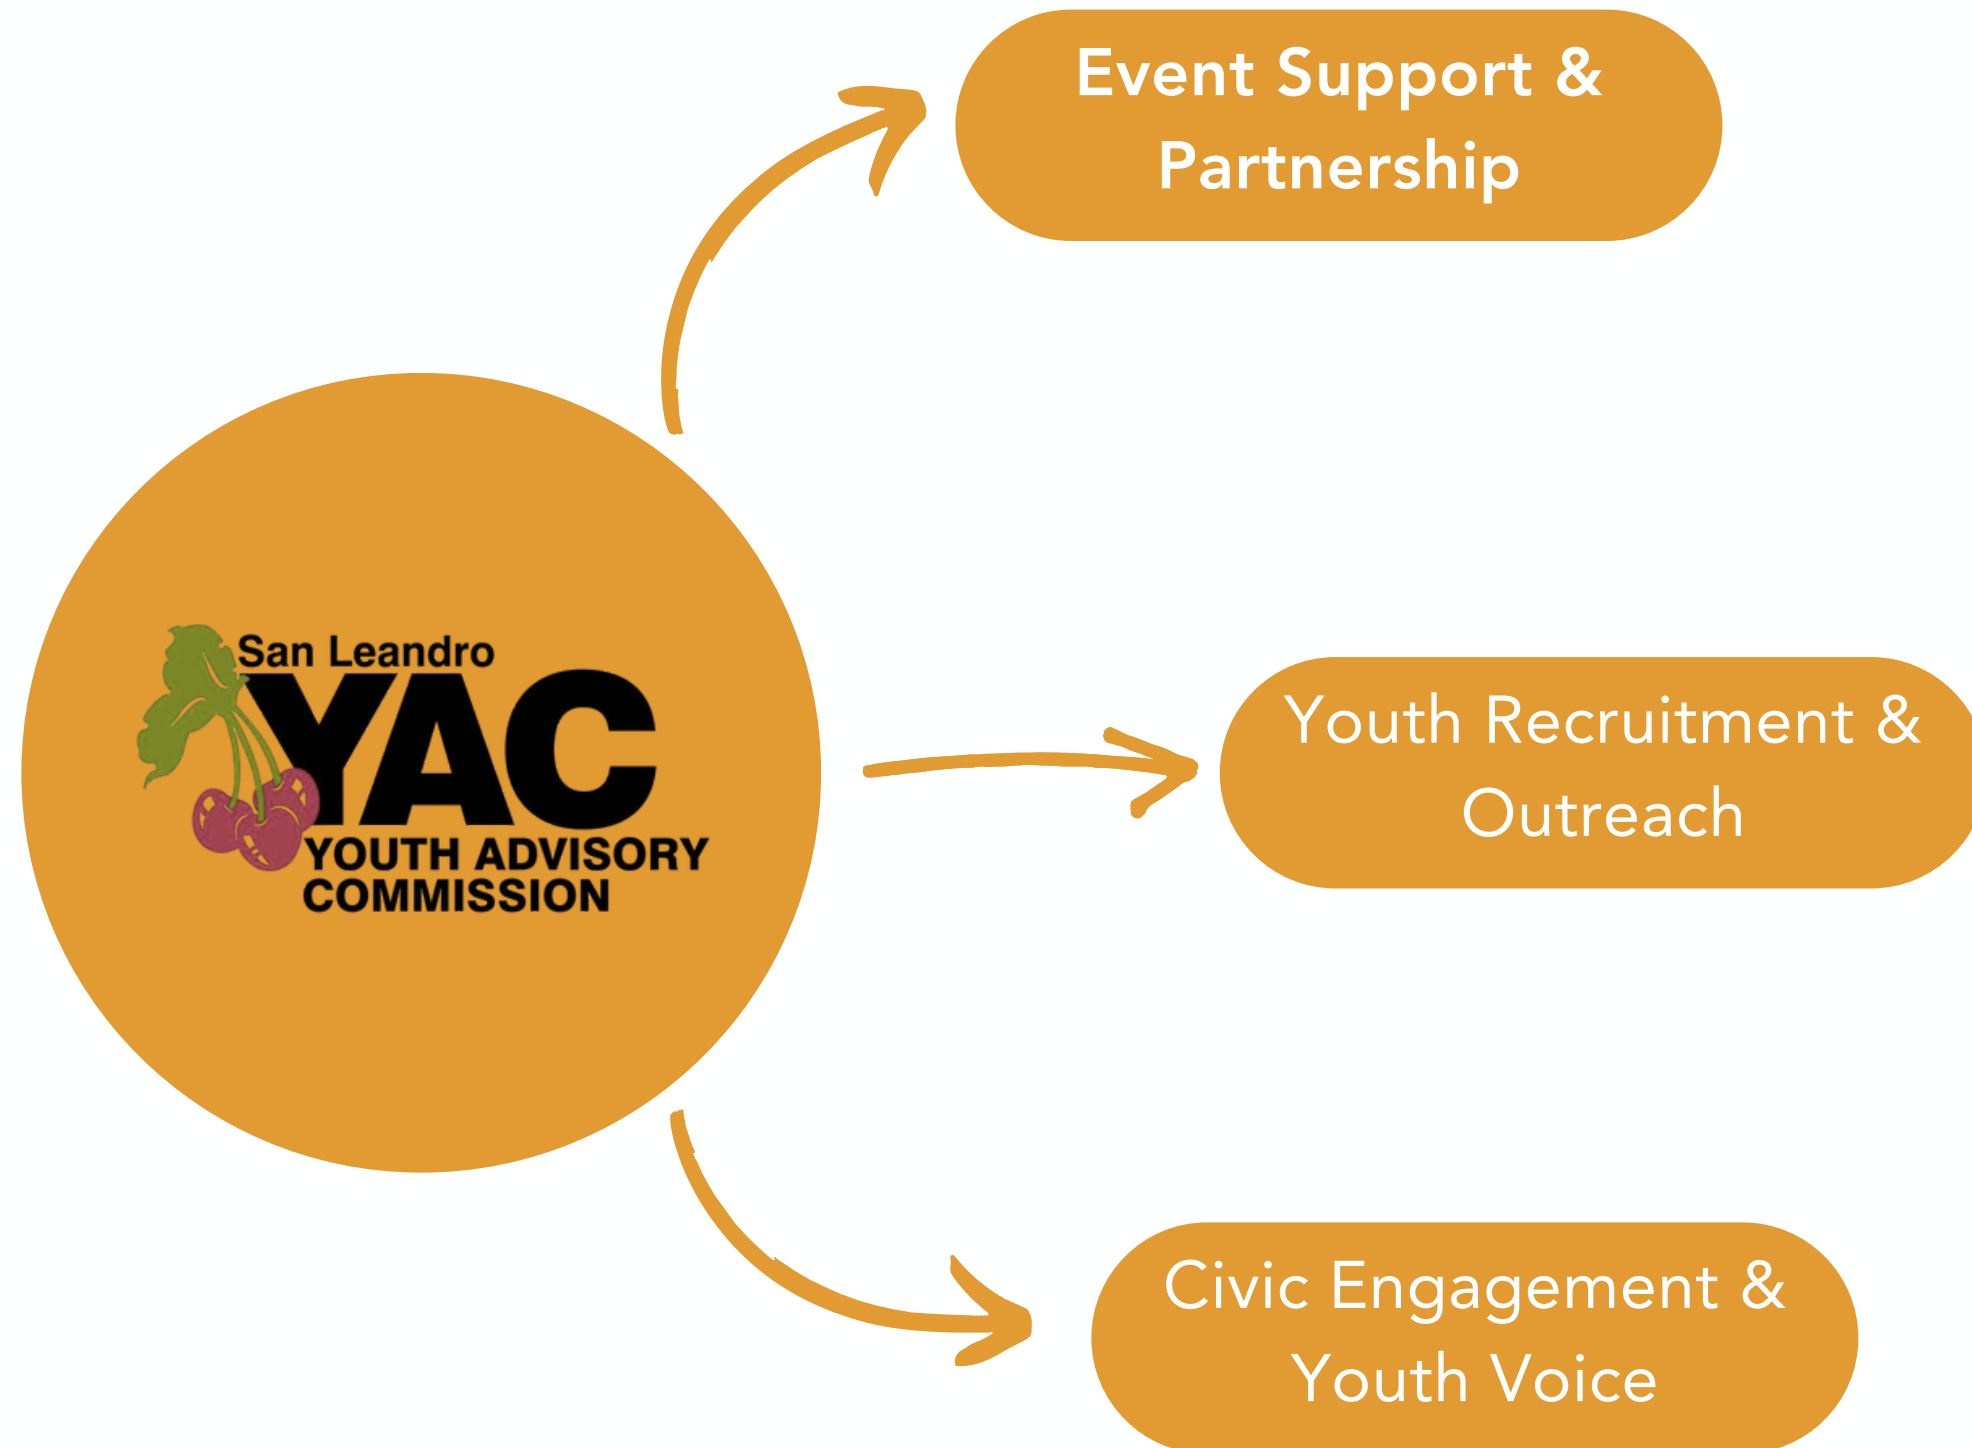 Event Support &
Partnership
San Leandro
YAC
YOUTH ADVISORY
COMMISSION
Youth Recruitment &
Outreach
Civic Engagement &
Youth Voice